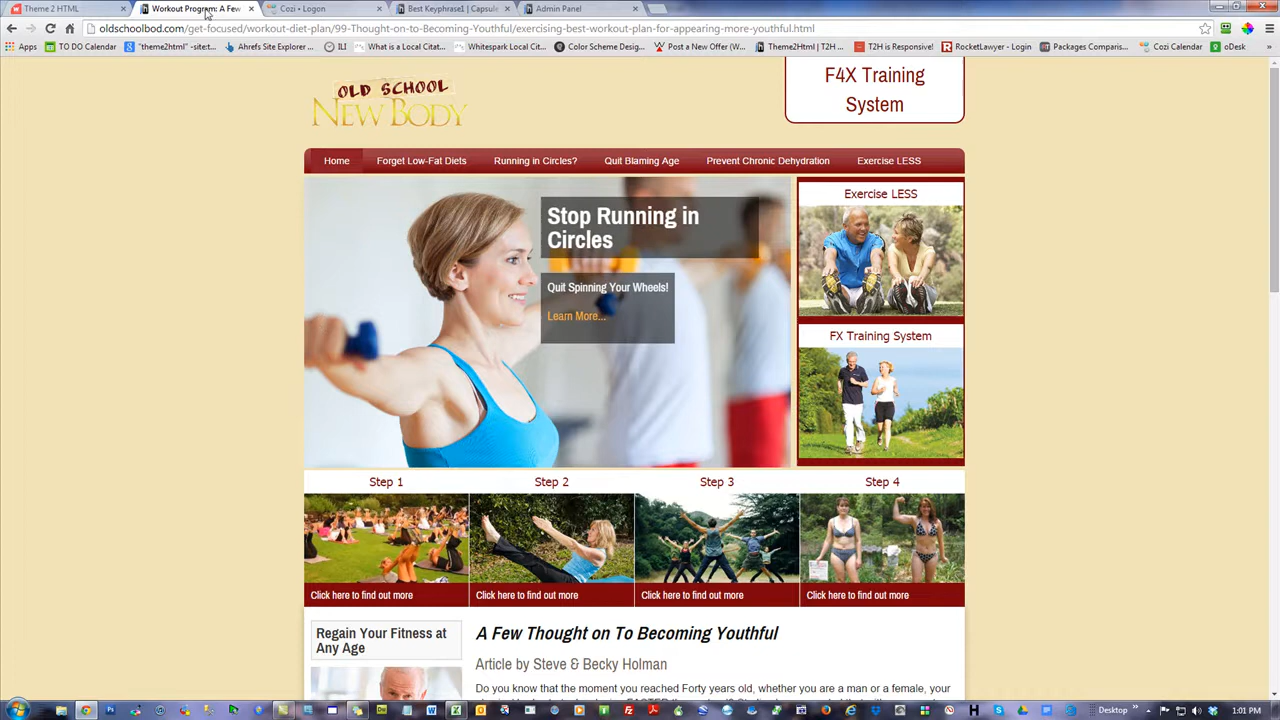 Theme 2 HTML
Workout Program: A Few
Cozi • Logon
Best Keyphrase1 | Capsule
Admin Panel
oldschoolbod.com/get-focused/workout-diet-plan/99-Thought-on-to-Becoming-Youthful/exercising-best-workout-plan-for-appearing-more-youthful.html
Apps
TO DO Calendar
"theme2html" -site:t...
Ahrefs Site Explorer ...
ILI
What is a Local Citat...
Whitespark Local Cit...
Color Scheme Design...
Post a New Offer (W...
Theme2Html | T2H ...
T2H is Responsive!
RocketLawyer - Login
Packages Comparis...
Cozi Calendar
oDesk
OLD SCHOOL
NEW BODY
F4X Training
System
Home
Forget Low-Fat Diets
Running in Circles?
Quit Blaming Age
Prevent Chronic Dehydration
Exercise LESS
Stop Running in
Circles
Quit Spinning Your Wheels!
Learn More...
Exercise LESS
FX Training System
Step 1
Step 2
Step 3
Step 4
Click here to find out more
Click here to find out more
Click here to find out more
Click here to find out more
Regain Your Fitness at
Any Age
A Few Thought on To Becoming Youthful
Article by Steve & Becky Holman
Do you know that the moment you reached Forty years old, whether you are a man or a female, your
Desktop
1:01 PM